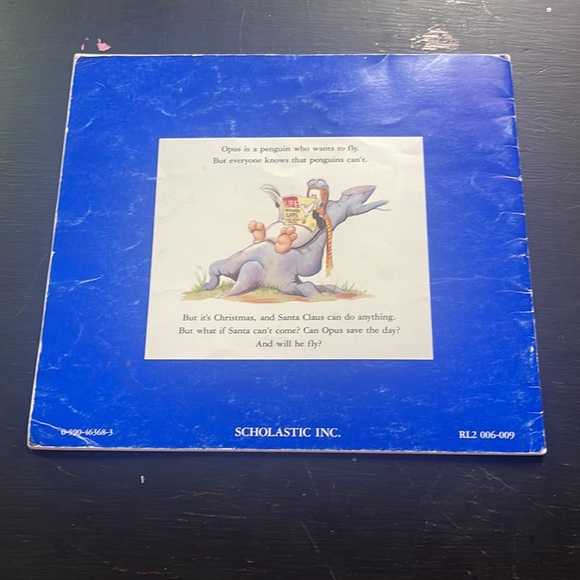 Opus is a penguin who wants to fly.
But everyone knows that penguins can't.
LIFE
But it's Christmas, and Santa Claus can do anything.
But what if Santa can't come? Can Opus save the day?
And will he fly?
0-590-46368-3
SCHOLASTIC INC.
RL2 006-009